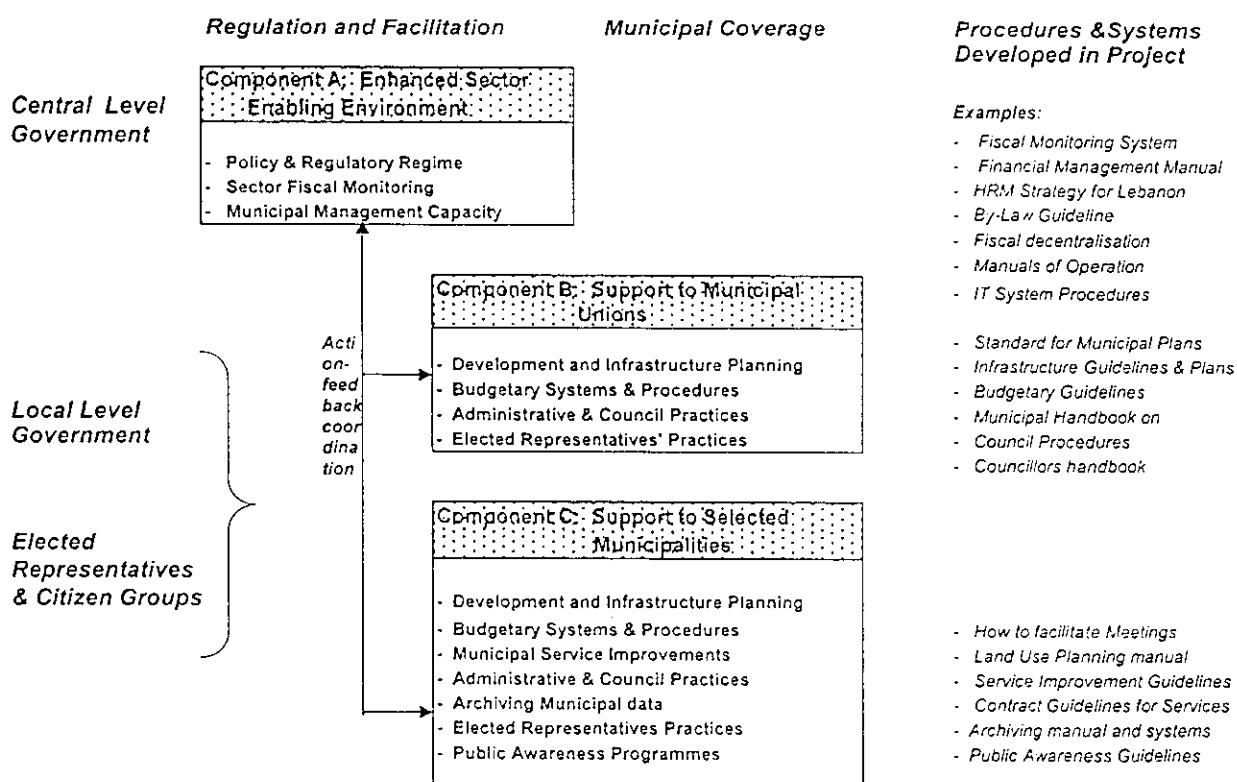 Regulation and Facilitation
Municipal Coverage
Procedures &Systems
Developed in Project
Central Level
Government
Component A: Enhanced Sector
Enabling Environment
- Policy & Regulatory Regime
- Sector Fiscal Monitoring
- Municipal Management Capacity
Examples:
- Fiscal Monitoring System
- Financial Management Manual
- HRM Strategy for Lebanon
- By-Law Guideline
- Fiscal decentralisation
- Manuals of Operation
- IT System Procedures
Local Level
Government
Elected
Representatives
& Citizen Groups
Acti
on-
feed
back
coor
dina
tion
Component B: Support to Municipal
Unions
- Development and Infrastructure Planning
- Budgetary Systems & Procedures
- Administrative & Council Practices
- Elected Representatives' Practices
- Standard for Municipal Plans
- Infrastructure Guidelines & Plans
- Budgetary Guidelines
- Municipal Handbook on
- Council Procedures
- Councillors handbook
Component C: Support to Selected
Municipalities
- Development and Infrastructure Planning
- Budgetary Systems & Procedures
- Municipal Service Improvements
- Administrative & Council Practices
- Archiving Municipal data
- Elected Representatives Practices
- Public Awareness Programmes
- How to facilitate Meetings
- Land Use Planning manual
- Service Improvement Guidelines
- Contract Guidelines for Services
- Archiving manual and systems
- Public Awareness Guidelines